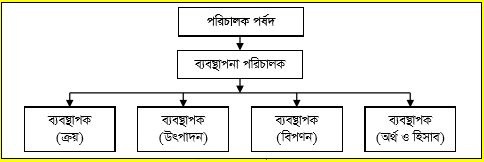 পরিচালক পর্ষদ
ব্যবস্থাপনা পরিচালক
ব্যবস্থাপক
(ক্রয়)
ব্যবস্থাপক
(উৎপাদন)
ব্যবস্থাপক
(বিপণন)
ব্যবস্থাপক
(অর্থ ও হিসাব)